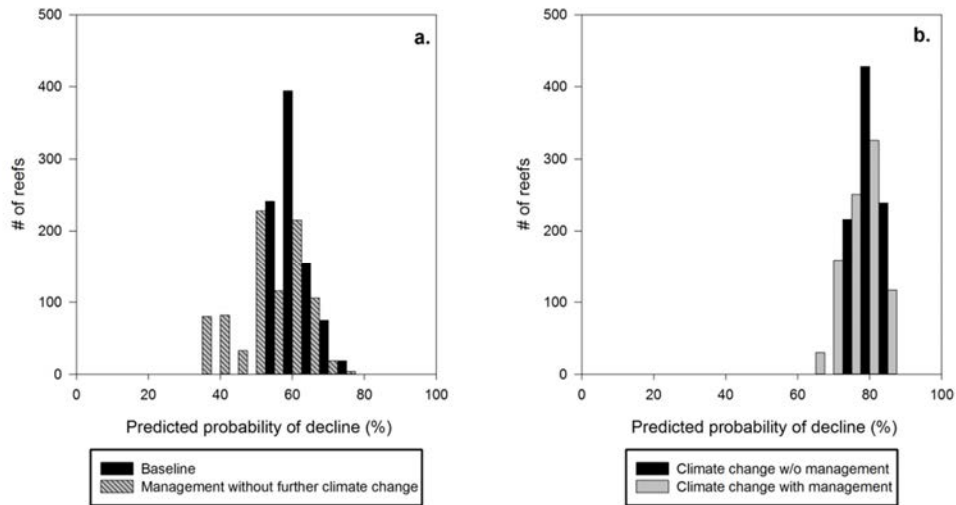 a.
500
400
300
200
100
0
# of reefs
0 20 40 60 80 100
Predicted probability of decline (%)
Baseline
Management without further climate change
b.
500
400
300
200
100
0
# of reefs
0 20 40 60 80 100
Predicted probability of decline (%)
Climate change w/o management
Climate change with management